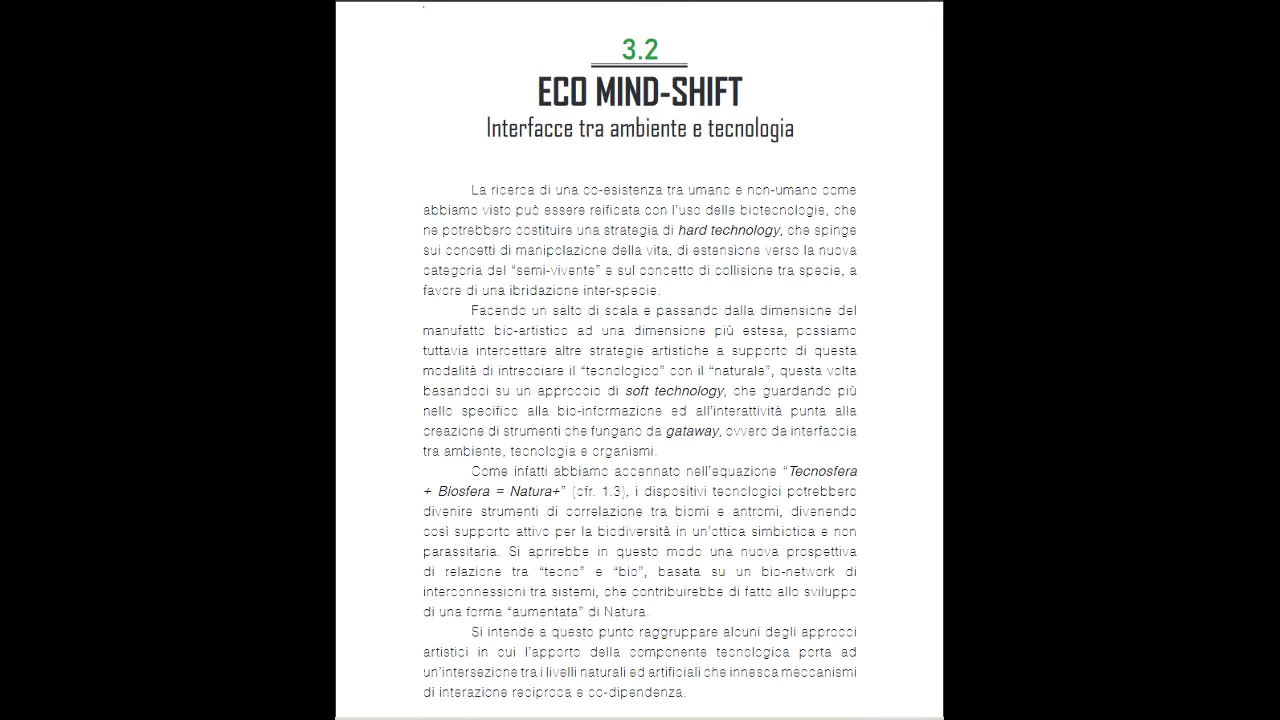 3.2
ECO MIND-SHIFT
Interfacce tra ambiente e tecnologia
La ricerca di una co-esistenza tra umano e non-umano come
abbiamo visto può essere reificata con l'uso delle biotecnologie, che
ne potrebbero costituire una strategia di hard technology, che spinge
sui concetti di manipolazione della vita, di estensione verso la nuova
categoria del “semi-vivente” e sul concetto di collisione tra specie, a
favore di una ibridazione inter-specie.
Facendo un salto di scala e passando dalla dimensione del
manufatto bio-artistico ad una dimensione più estesa, possiamo
tuttavia intercettare altre strategie artistiche a supporto di questa
modalità di intrecciare il “tecnologico” con il “naturale”, questa volta
basandoci su un approccio di soft technology, che guardando più
nello specifico alla bio-informazione ed all'interattività punta alla
creazione di strumenti che fungano da gataway, ovvero da interfaccia
tra ambiente, tecnologia e organismi.
Come infatti abbiamo accennato nell'equazione “Tecnosfera
+ Biosfera = Natura+” (cfr. 1.3), i dispositivi tecnologici potrebbero
divenire strumenti di correlazione tra biomi e antromi, divenendo
così supporto attivo per la biodiversità in un'ottica simbiotica e non
parassitaria. Si aprirebbe in questo modo una nuova prospettiva
di relazione tra “tecno” e “bio”, basata su un bio-network di
interconnessioni tra sistemi, che contribuirebbe di fatto allo sviluppo
di una forma “aumentata” di Natura.
Si intende a questo punto raggruppare alcuni degli approcci
artistici in cui l'apporto della componente tecnologica porta ad
un'intersezione tra i livelli naturali ed artificiali che innesca meccanismi
di interazione reciproca e co-dipendenza.